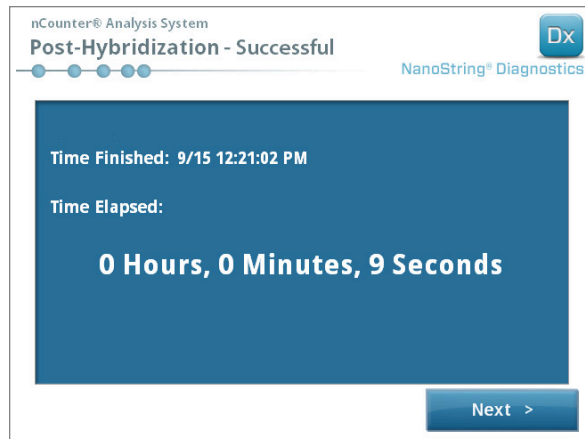 nCounter® Analysis System
Post-Hybridization - Successful
Dx
NanoString® Diagnostics
Time Finished: 9/15 12:21:02 PM
Time Elapsed:
0 Hours, 0 Minutes, 9 Seconds
Next >